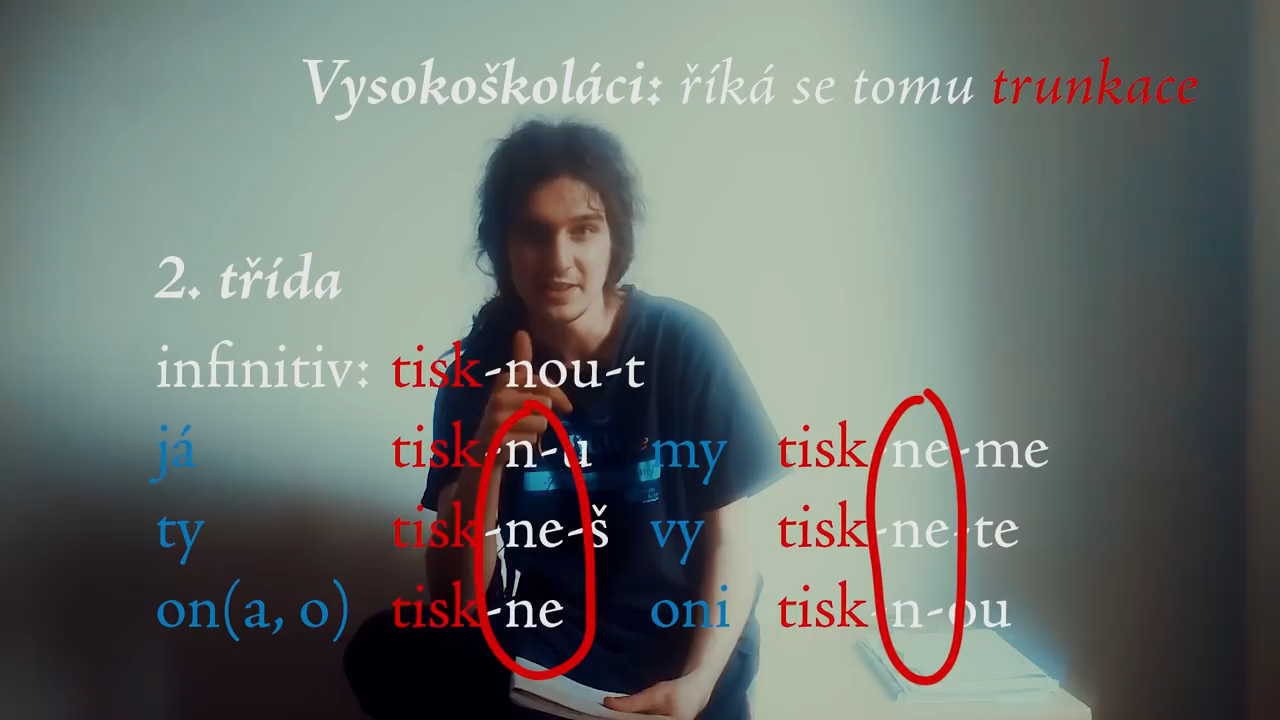 Vysokoškoláci: říká se tomu trunkace
2. třída
infinitiv: tisk-nou-t
já tisk-n-u my tisk-ne-me
ty tisk-ne-š vy tisk-ne-te
on(a, o) tisk-ne oni tisk-n-ou